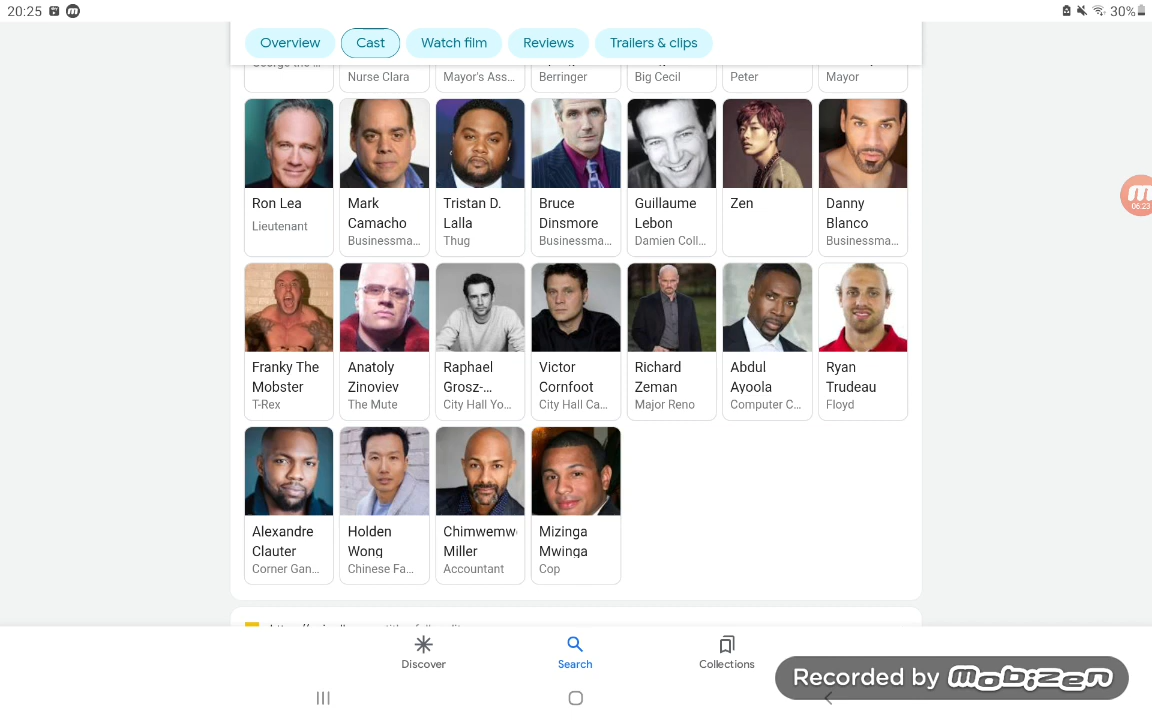 20:25
30%
Overview
Cast
Watch film
Reviews
Trailers & clips
Nurse Clara
Mayor's Ass...
Berringer
Big Cecil
Peter
Mayor
06:23
Ron Lea
Lieutenant
Mark
Camacho
Businessma...
Tristan D.
Lalla
Thug
Bruce
Dinsmore
Businessma...
Guillaume
Lebon
Damien Coll...
Zen
Danny
Blanco
Businessma...
Franky The
Mobster
T-Rex
Anatoly
Zinoviev
The Mute
Raphael
Grosz-...
City Hall Yo...
Victor
Cornfoot
City Hall Ca...
Richard
Zeman
Major Reno
Abdul
Ayoola
Computer C...
Ryan
Trudeau
Floyd
Alexandre
Clauter
Corner Gan...
Holden
Wong
Chinese Fa...
Chimwemw
Miller
Accountant
Mizinga
Mwinga
Cop
Discover
Search
Collections
Recorded by mobizen